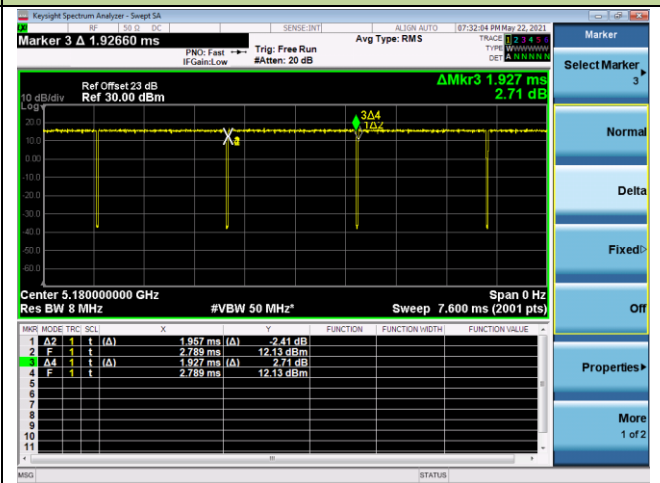 Keysight Spectrum Analyzer - Swept SA
RF 50 Ω DC SENSE:INT ALIGN AUTO 07:32:04 PM May 22, 2021
Marker 3 Δ 1.92660 ms
PNO: Fast
IFGain:Low
Trig: Free Run
#Atten: 20 dB
Avg Type: RMS
TRACE 1 2 3 4 5 6
TYPE WWWWWW
DET A N N N N N
Ref Offset 23 dB
10 dB/div Ref 30.00 dBm
Log
ΔMkr3 1.927 ms
2.71 dB
20.0
10.0
0.00
-10.0
-20.0
-30.0
-40.0
-50.0
-60.0
3Δ4
1Δ2
Center 5.180000000 GHz Span 0 Hz
Res BW 8 MHz #VBW 50 MHz* Sweep 7.600 ms (2001 pts)
MKR MODE TRC SCL X Y FUNCTION FUNCTION WIDTH FUNCTION VALUE
1 Δ2 1 t (Δ) 1.957 ms (Δ) -2.41 dB
2 F 1 t 2.789 ms 12.13 dBm
3 Δ4 1 t (Δ) 1.927 ms (Δ) 2.71 dB
4 F 1 t 2.789 ms 12.13 dBm
5
6
7
8
9
10
11
MSG STATUS
Marker
Select Marker
3
Normal
Delta
Fixed
Off
Properties
More
1 of 2